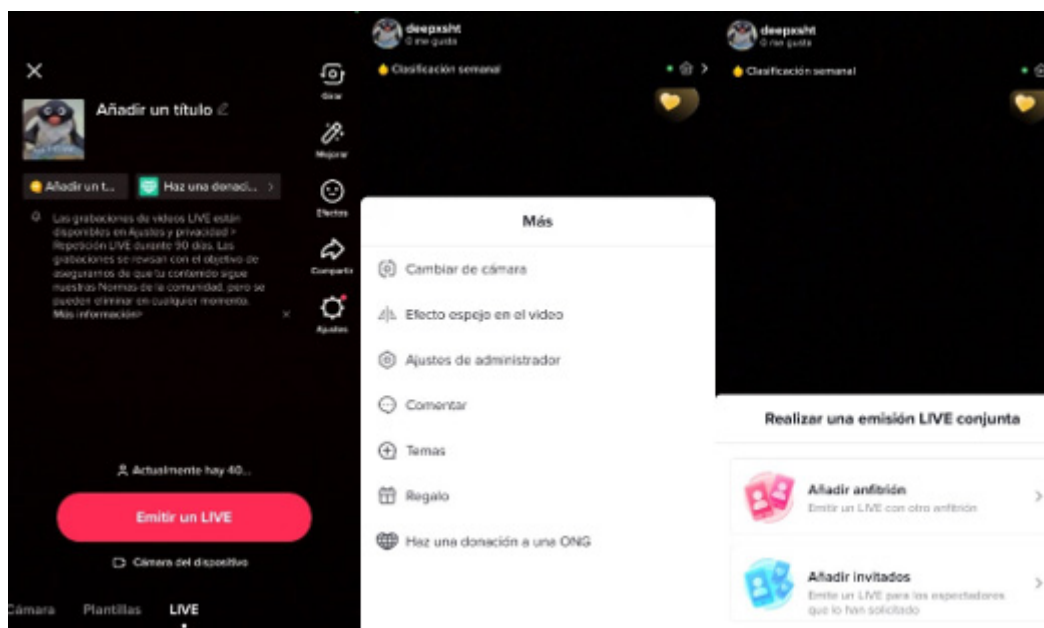 Añadir un título
Girar
Mejorar
Añadir un t...
Haz una donaci...
Efectos
Las grabaciones de vídeos LIVE están
disponibles en Ajustes y privacidad >
Repetición LIVE durante 90 días. Las
grabaciones se revisan con el objetivo de
asegurarnos de que tu contenido sigue
nuestras Normas de la comunidad, pero se
pueden eliminar en cualquier momento.
Más información>
Compartir
Ajustes
Actualmente hay 40...
Emitir un LIVE
Cámara del dispositivo
Cámara
Plantillas
LIVE
deepxsht
0 me gusta
Clasificación semanal
Más
Cambiar de cámara
Efecto espejo en el vídeo
Ajustes de administrador
Comentar
Temas
Regalo
Haz una donación a una ONG
deepxsht
0 me gusta
Clasificación semanal
Realizar una emisión LIVE conjunta
Añadir anfitrión
Emitir un LIVE con otro anfitrión
Añadir invitados
Emite un LIVE para los espectadores
que lo han solicitado